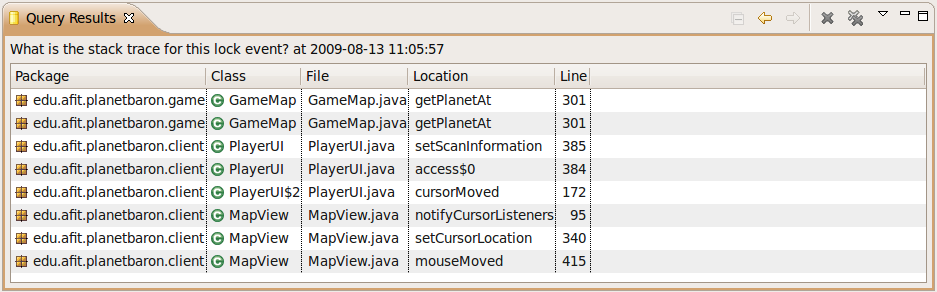 Query Results
What is the stack trace for this lock event? at 2009-08-13 11:05:57
Package Class File Location Line
edu.afit.planetbaron.game GameMap GameMap.java getPlanetAt 301
edu.afit.planetbaron.game GameMap GameMap.java getPlanetAt 301
edu.afit.planetbaron.client PlayerUI PlayerUI.java setScanInformation 385
edu.afit.planetbaron.client PlayerUI PlayerUI.java access$0 384
edu.afit.planetbaron.client PlayerUI$2 PlayerUI.java cursorMoved 172
edu.afit.planetbaron.client MapView MapView.java notifyCursorListeners 95
edu.afit.planetbaron.client MapView MapView.java setCursorLocation 340
edu.afit.planetbaron.client MapView MapView.java mouseMoved 415